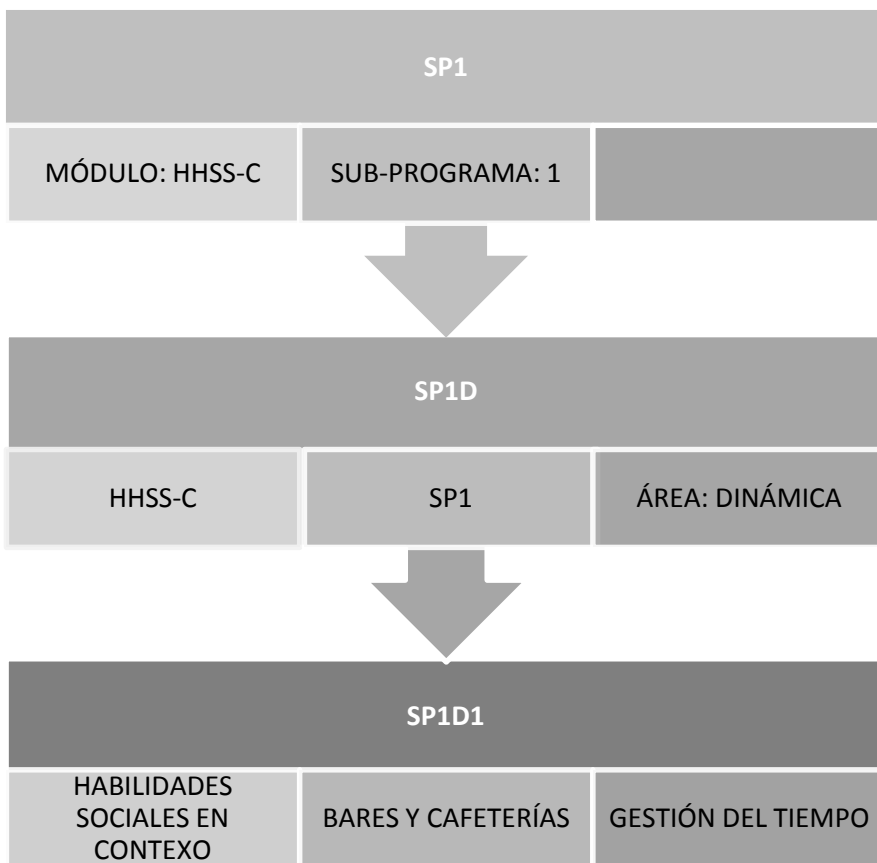 SP1
MÓDULO: HHSS-C SUB-PROGRAMA: 1
SP1D
HHSS-C SP1 ÁREA: DINÁMICA
SP1D1
HABILIDADES
SOCIALES EN
CONTEXO
BARES Y CAFETERÍAS
GESTIÓN DEL TIEMPO